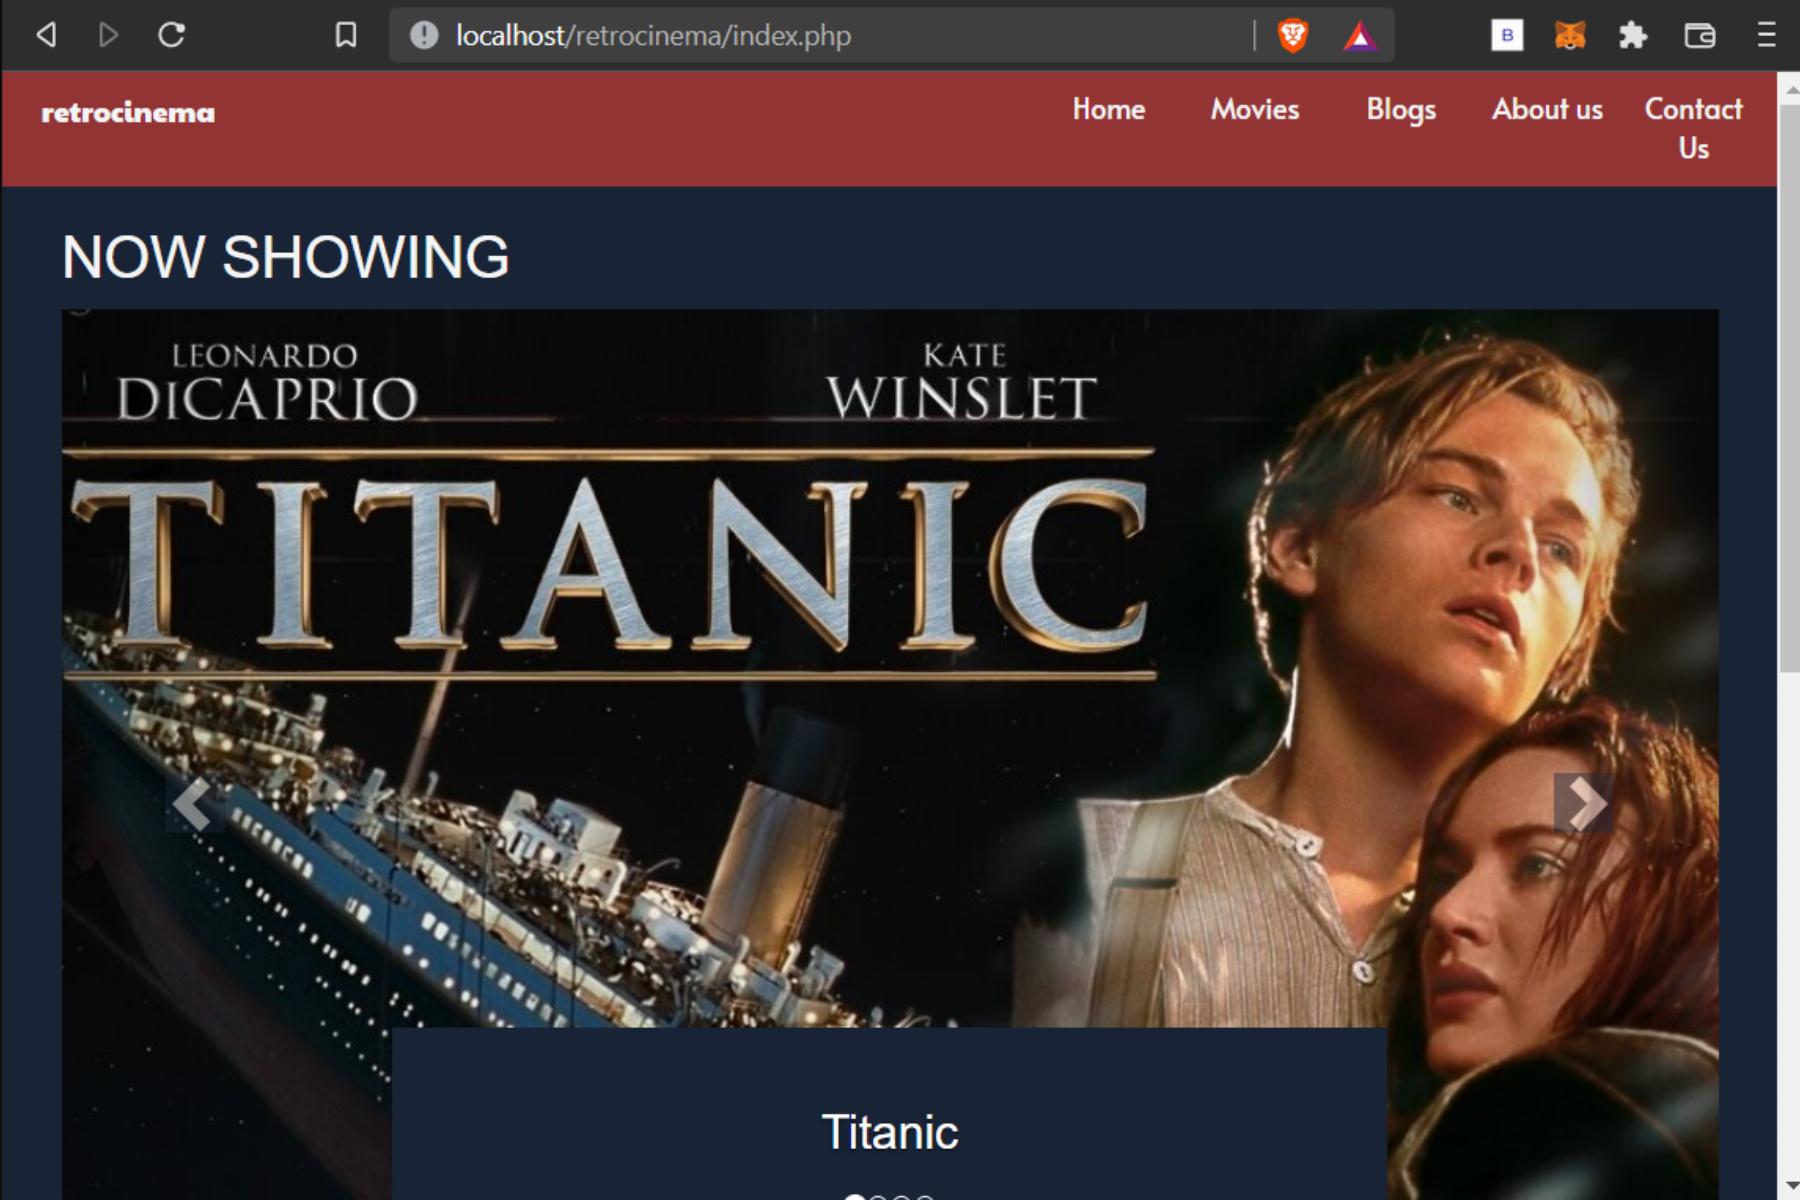 localhost/retrocinema/index.php
B
retrocinema
Home Movies Blogs About us Contact
Us
NOW SHOWING
LEONARDO KATE
DiCAPRIO WINSLET
TITANIC
Titanic